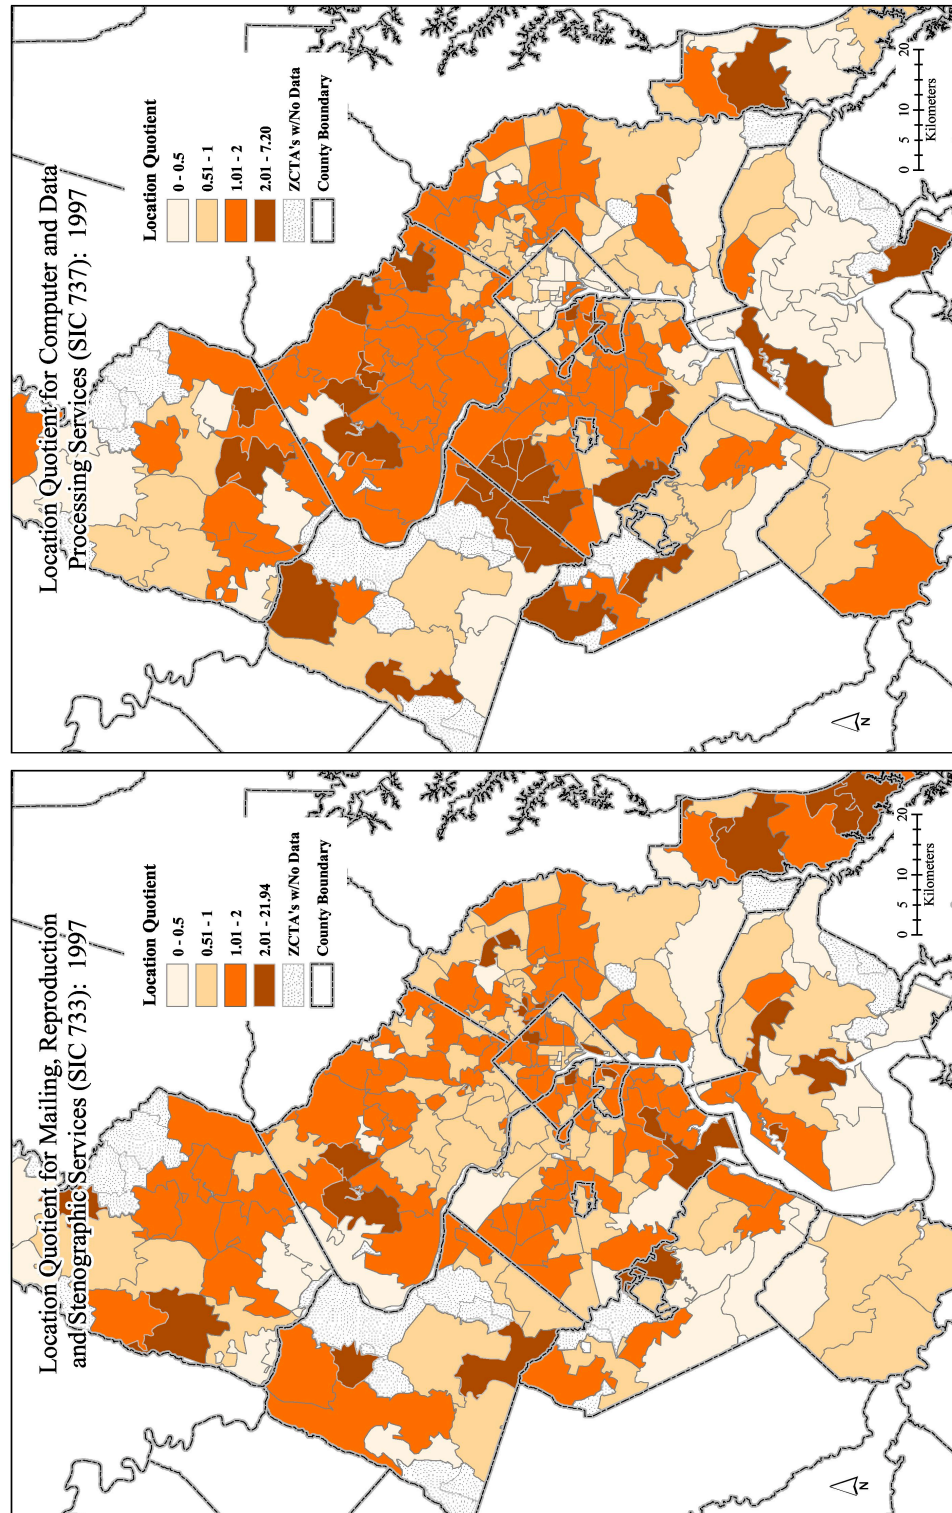 Location Quotient for Mailing, Reproduction
and Stenographic Services (SIC 733):  1997
Location Quotient
0 - 0.5
0.51 - 1
1.01 - 2
2.01 - 21.94
ZCTA's w/No Data
County Boundary
0 5 10 20
Kilometers
N
Location Quotient for Computer and Data
Processing Services (SIC 737):  1997
Location Quotient
0 - 0.5
0.51 - 1
1.01 - 2
2.01 - 7.20
ZCTA's w/No Data
County Boundary
0 5 10 20
Kilometers
N